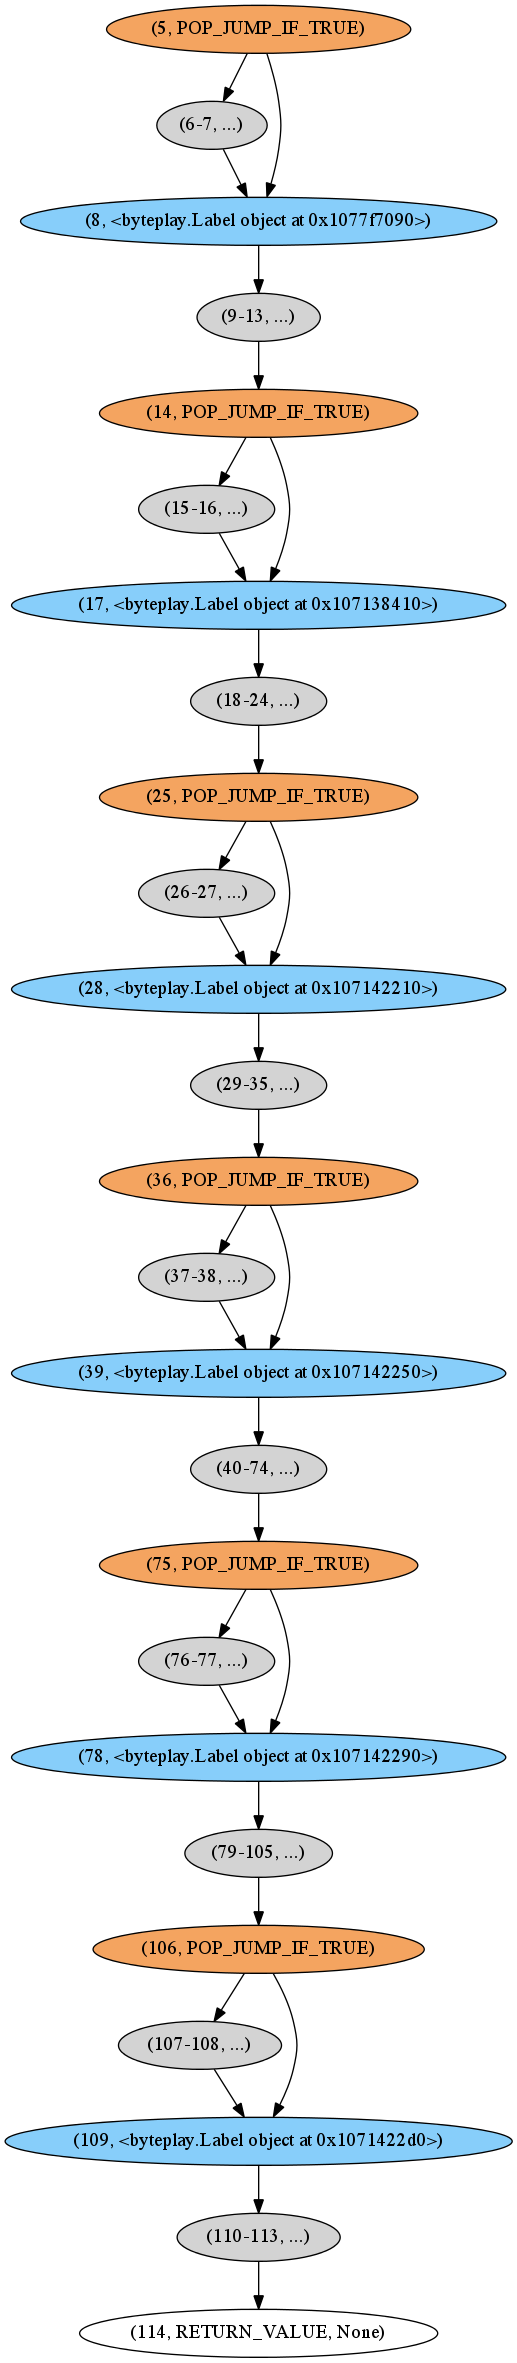 (5, POP_JUMP_IF_TRUE)
(6-7, ...)
(8, <byteplay.Label object at 0x1077f7090>)
(9-13, ...)
(14, POP_JUMP_IF_TRUE)
(15-16, ...)
(17, <byteplay.Label object at 0x107138410>)
(18-24, ...)
(25, POP_JUMP_IF_TRUE)
(26-27, ...)
(28, <byteplay.Label object at 0x107142210>)
(29-35, ...)
(36, POP_JUMP_IF_TRUE)
(37-38, ...)
(39, <byteplay.Label object at 0x107142250>)
(40-74, ...)
(75, POP_JUMP_IF_TRUE)
(76-77, ...)
(78, <byteplay.Label object at 0x107142290>)
(79-105, ...)
(106, POP_JUMP_IF_TRUE)
(107-108, ...)
(109, <byteplay.Label object at 0x1071422d0>)
(110-113, ...)
(114, RETURN_VALUE, None)